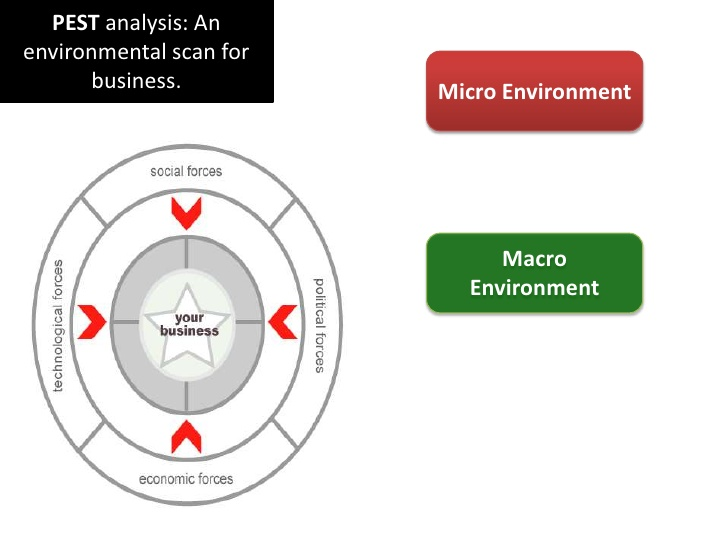 PEST analysis: An
environmental scan for
business.
Micro Environment
Macro
Environment
social forces
technological forces
political forces
your
business
economic forces